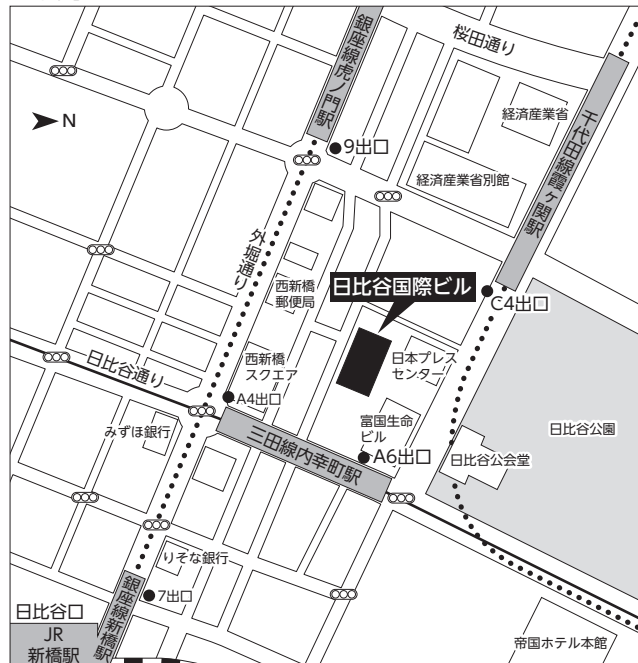 銀座線虎ノ門駅
桜田通り
経済産業省
千代田線霞ヶ関駅
N
9出口
経済産業省別館
外堀通り
西新橋
郵便局
日比谷国際ビル
C4出口
日比谷通り
西新橋
スクエア
日本プレス
センター
A4出口
みずほ銀行
富国生命
ビル
日比谷公園
三田線内幸町駅
A6出口
日比谷公会堂
りそな銀行
銀座線新橋駅
7出口
日比谷口
JR
新橋駅
帝国ホテル本館